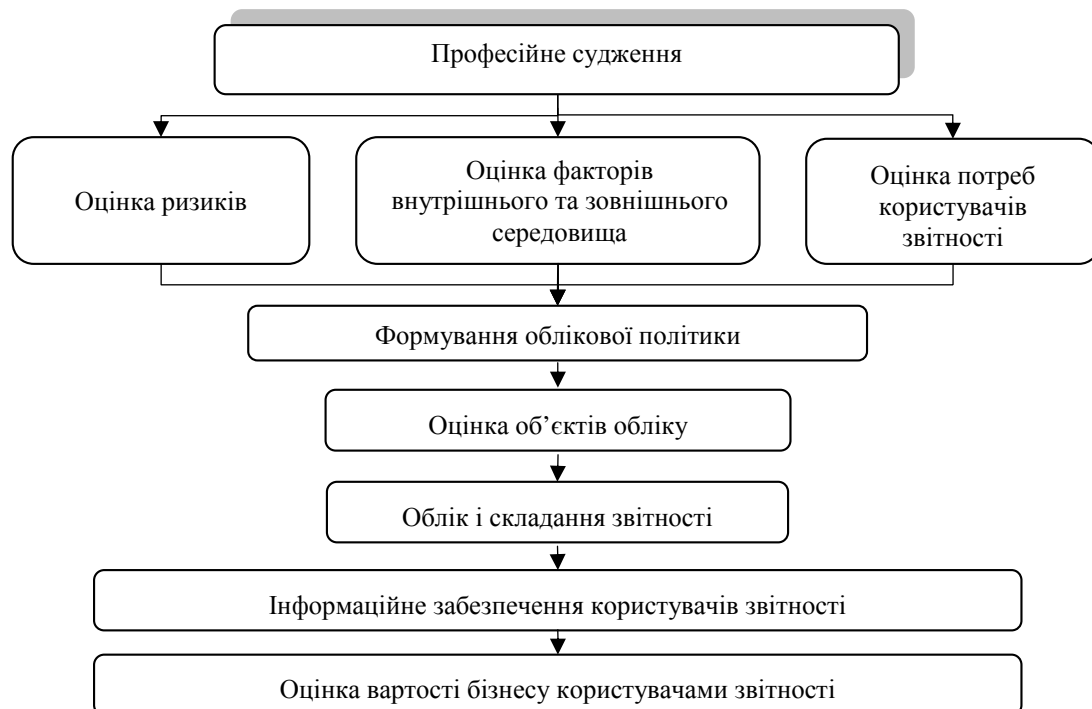 Професійне судження
Оцінка ризиків
Оцінка факторів
внутрішнього та зовнішнього
середовища
Оцінка потреб
користувачів
звітності
Формування облікової політики
Оцінка об’єктів обліку
Облік і складання звітності
Інформаційне забезпечення користувачів звітності
Оцінка вартості бізнесу користувачами звітності